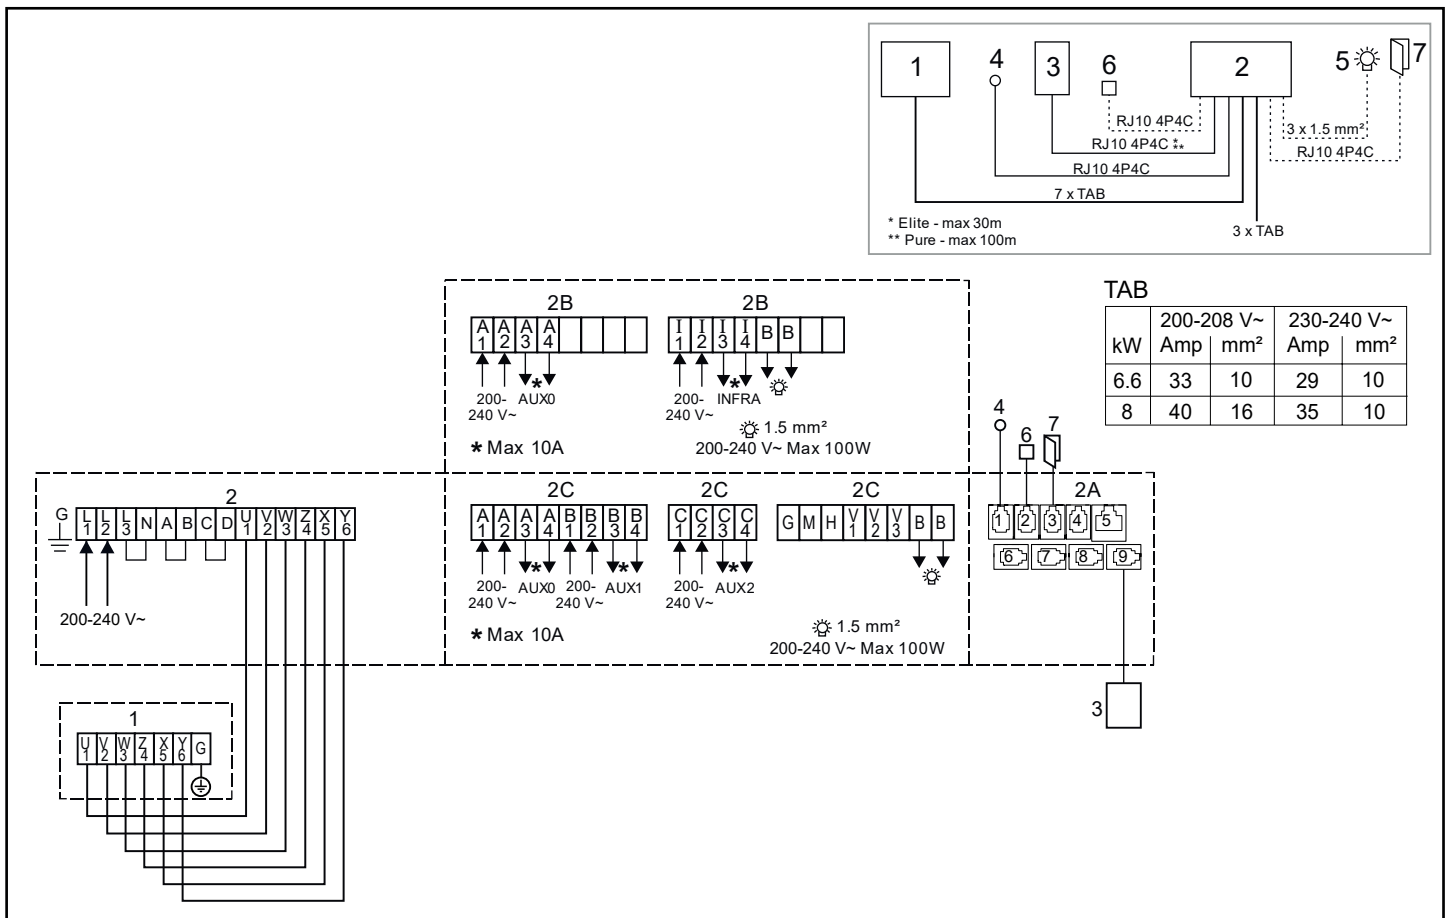 1 4 3 6 2 5 7
RJ10 4P4C
3 x 1.5 mm²
RJ10 4P4C *
**
RJ10 4P4C
RJ10 4P4C
7 x TAB
3 x TAB
* Elite - max 30m
** Pure - max 100m
TAB
200-208 V~ 230-240 V~
kW Amp mm² Amp mm²
6.6 33 10 29 10
8 40 16 35 10
2B
A1 A2 A3 A4
200-240 V~ * AUX0
* Max 10A
2B
I1 I2 I3 I4 B B
200-240 V~ * INFRA
1.5 mm²
200-240 V~ Max 100W
2
G L1 L2 L3 N A B C D U1 V2 W3 Z4 X5 Y6
200-240 V~
2C
A1 A2 A3 A4 B1 B2 B3 B4
200-240 V~ * AUX0 200-240 V~ * AUX1
* Max 10A
2C
C1 C2 C3 C4
200-240 V~ * AUX2
2C
G M H V1 V2 V3 B B
1.5 mm²
200-240 V~ Max 100W
4 6 7
2A
1 2 3 4 5
6 7 8 9
3
1
U1 V2 W3 Z4 X5 Y6 G